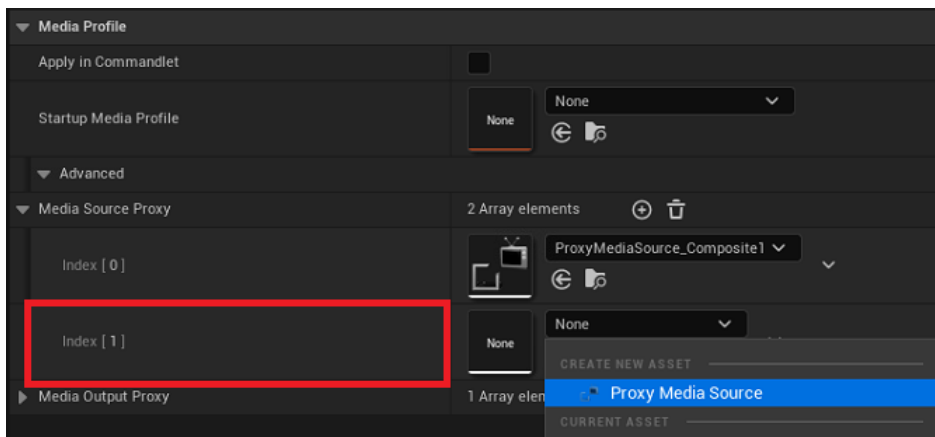 Media Profile
Apply in Commandlet
Startup Media Profile
None
None
Advanced
Media Source Proxy
2 Array elements
Index [ 0 ]
ProxyMediaSource_Composite1
Index [ 1 ]
None
None
CREATE NEW ASSET
Proxy Media Source
Media Output Proxy
1 Array elen
CURRENT ASSET